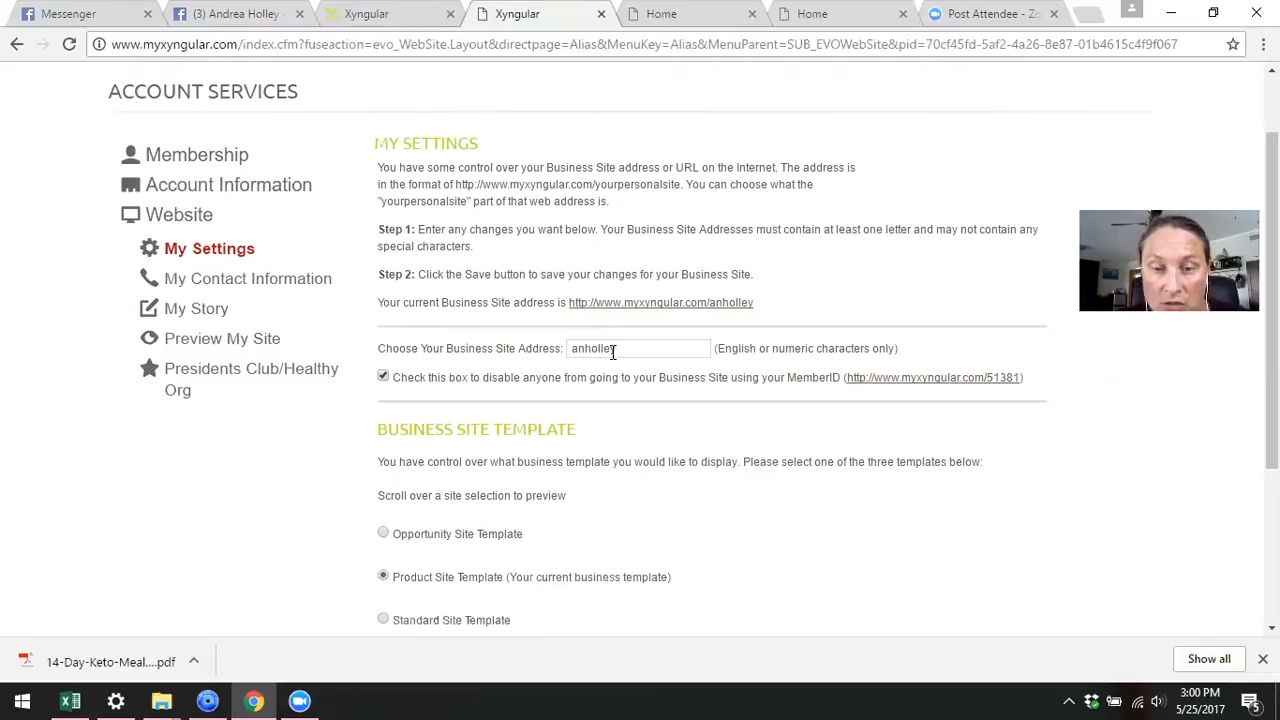 Messenger
(3) Andrea Holley
Xyngular
Xyngular
Home
Home
Post Attendee - Zo
www.myxyngular.com/index.cfm?fuseaction=evo_WebSite.Layout&directpage=Alias&MenuKey=Alias&MenuParent=SUB_EVOWebSite&pid=70cf45fd-5af2-4a26-8e87-01b4615c4f9f067
ACCOUNT SERVICES
Membership
Account Information
Website
My Settings
My Contact Information
My Story
Preview My Site
Presidents Club/Healthy
Org
MY SETTINGS
You have some control over your Business Site address or URL on the Internet. The address is
in the format of http://www.myxyngular.com/yourpersonalsite. You can choose what the
"yourpersonalsite" part of that web address is.
Step 1: Enter any changes you want below. Your Business Site Addresses must contain at least one letter and may not contain any
special characters.
Step 2: Click the Save button to save your changes for your Business Site.
Your current Business Site address is http://www.myxyngular.com/anholley
Choose Your Business Site Address: anholley (English or numeric characters only)
Check this box to disable anyone from going to your Business Site using your MemberID (http://www.myxyngular.com/51381)
BUSINESS SITE TEMPLATE
You have control over what business template you would like to display. Please select one of the three templates below:
Scroll over a site selection to preview
Opportunity Site Template
Product Site Template (Your current business template)
Standard Site Template
14-Day-Keto-Meal....pdf
Show all
3:00 PM
5/25/2017
5